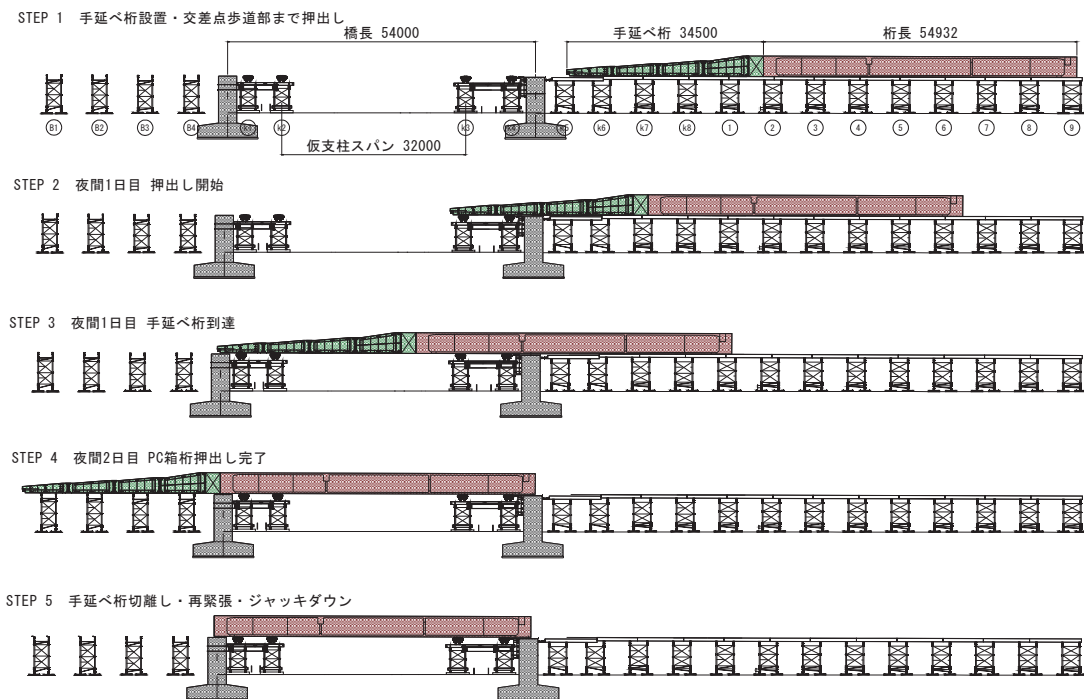 STEP 1 手延べ桁設置・交差点歩道部まで押出し
橋長 54000
手延べ桁 34500
桁長 54932
B1 B2 B3 B4 k1 k2 k3 k4 k5 k6 k7 k8 1 2 3 4 5 6 7 8 9
仮支柱スパン 32000
STEP 2 夜間1日目 押出し開始
STEP 3 夜間1日目 手延べ桁到達
STEP 4 夜間2日目 PC箱桁押出し完了
STEP 5 手延べ桁切離し・再緊張・ジャッキダウン